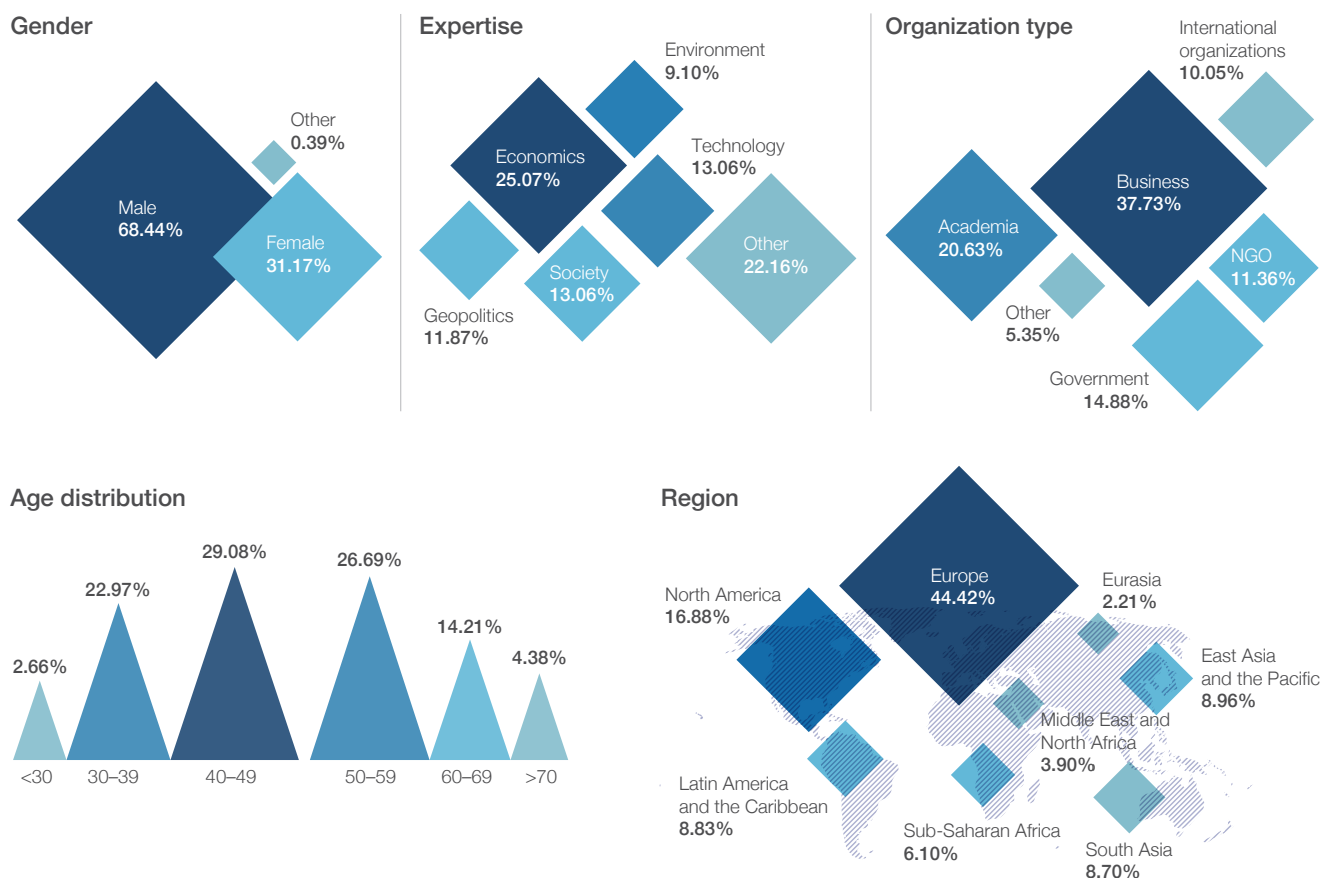 Gender
Male
68.44%
Other
0.39%
Female
31.17%
Expertise
Environment
9.10%
Economics
25.07%
Technology
13.06%
Other
22.16%
Society
13.06%
Geopolitics
11.87%
Organization type
International
organizations
10.05%
Business
37.73%
Academia
20.63%
NGO
11.36%
Other
5.35%
Government
14.88%
Age distribution
2.66%
22.97%
29.08%
26.69%
14.21%
4.38%
<30
30–39
40–49
50–59
60–69
>70
Region
Europe
44.42%
North America
16.88%
Eurasia
2.21%
East Asia
and the Pacific
8.96%
Middle East and
North Africa
3.90%
Latin America
and the Caribbean
8.83%
Sub-Saharan Africa
6.10%
South Asia
8.70%